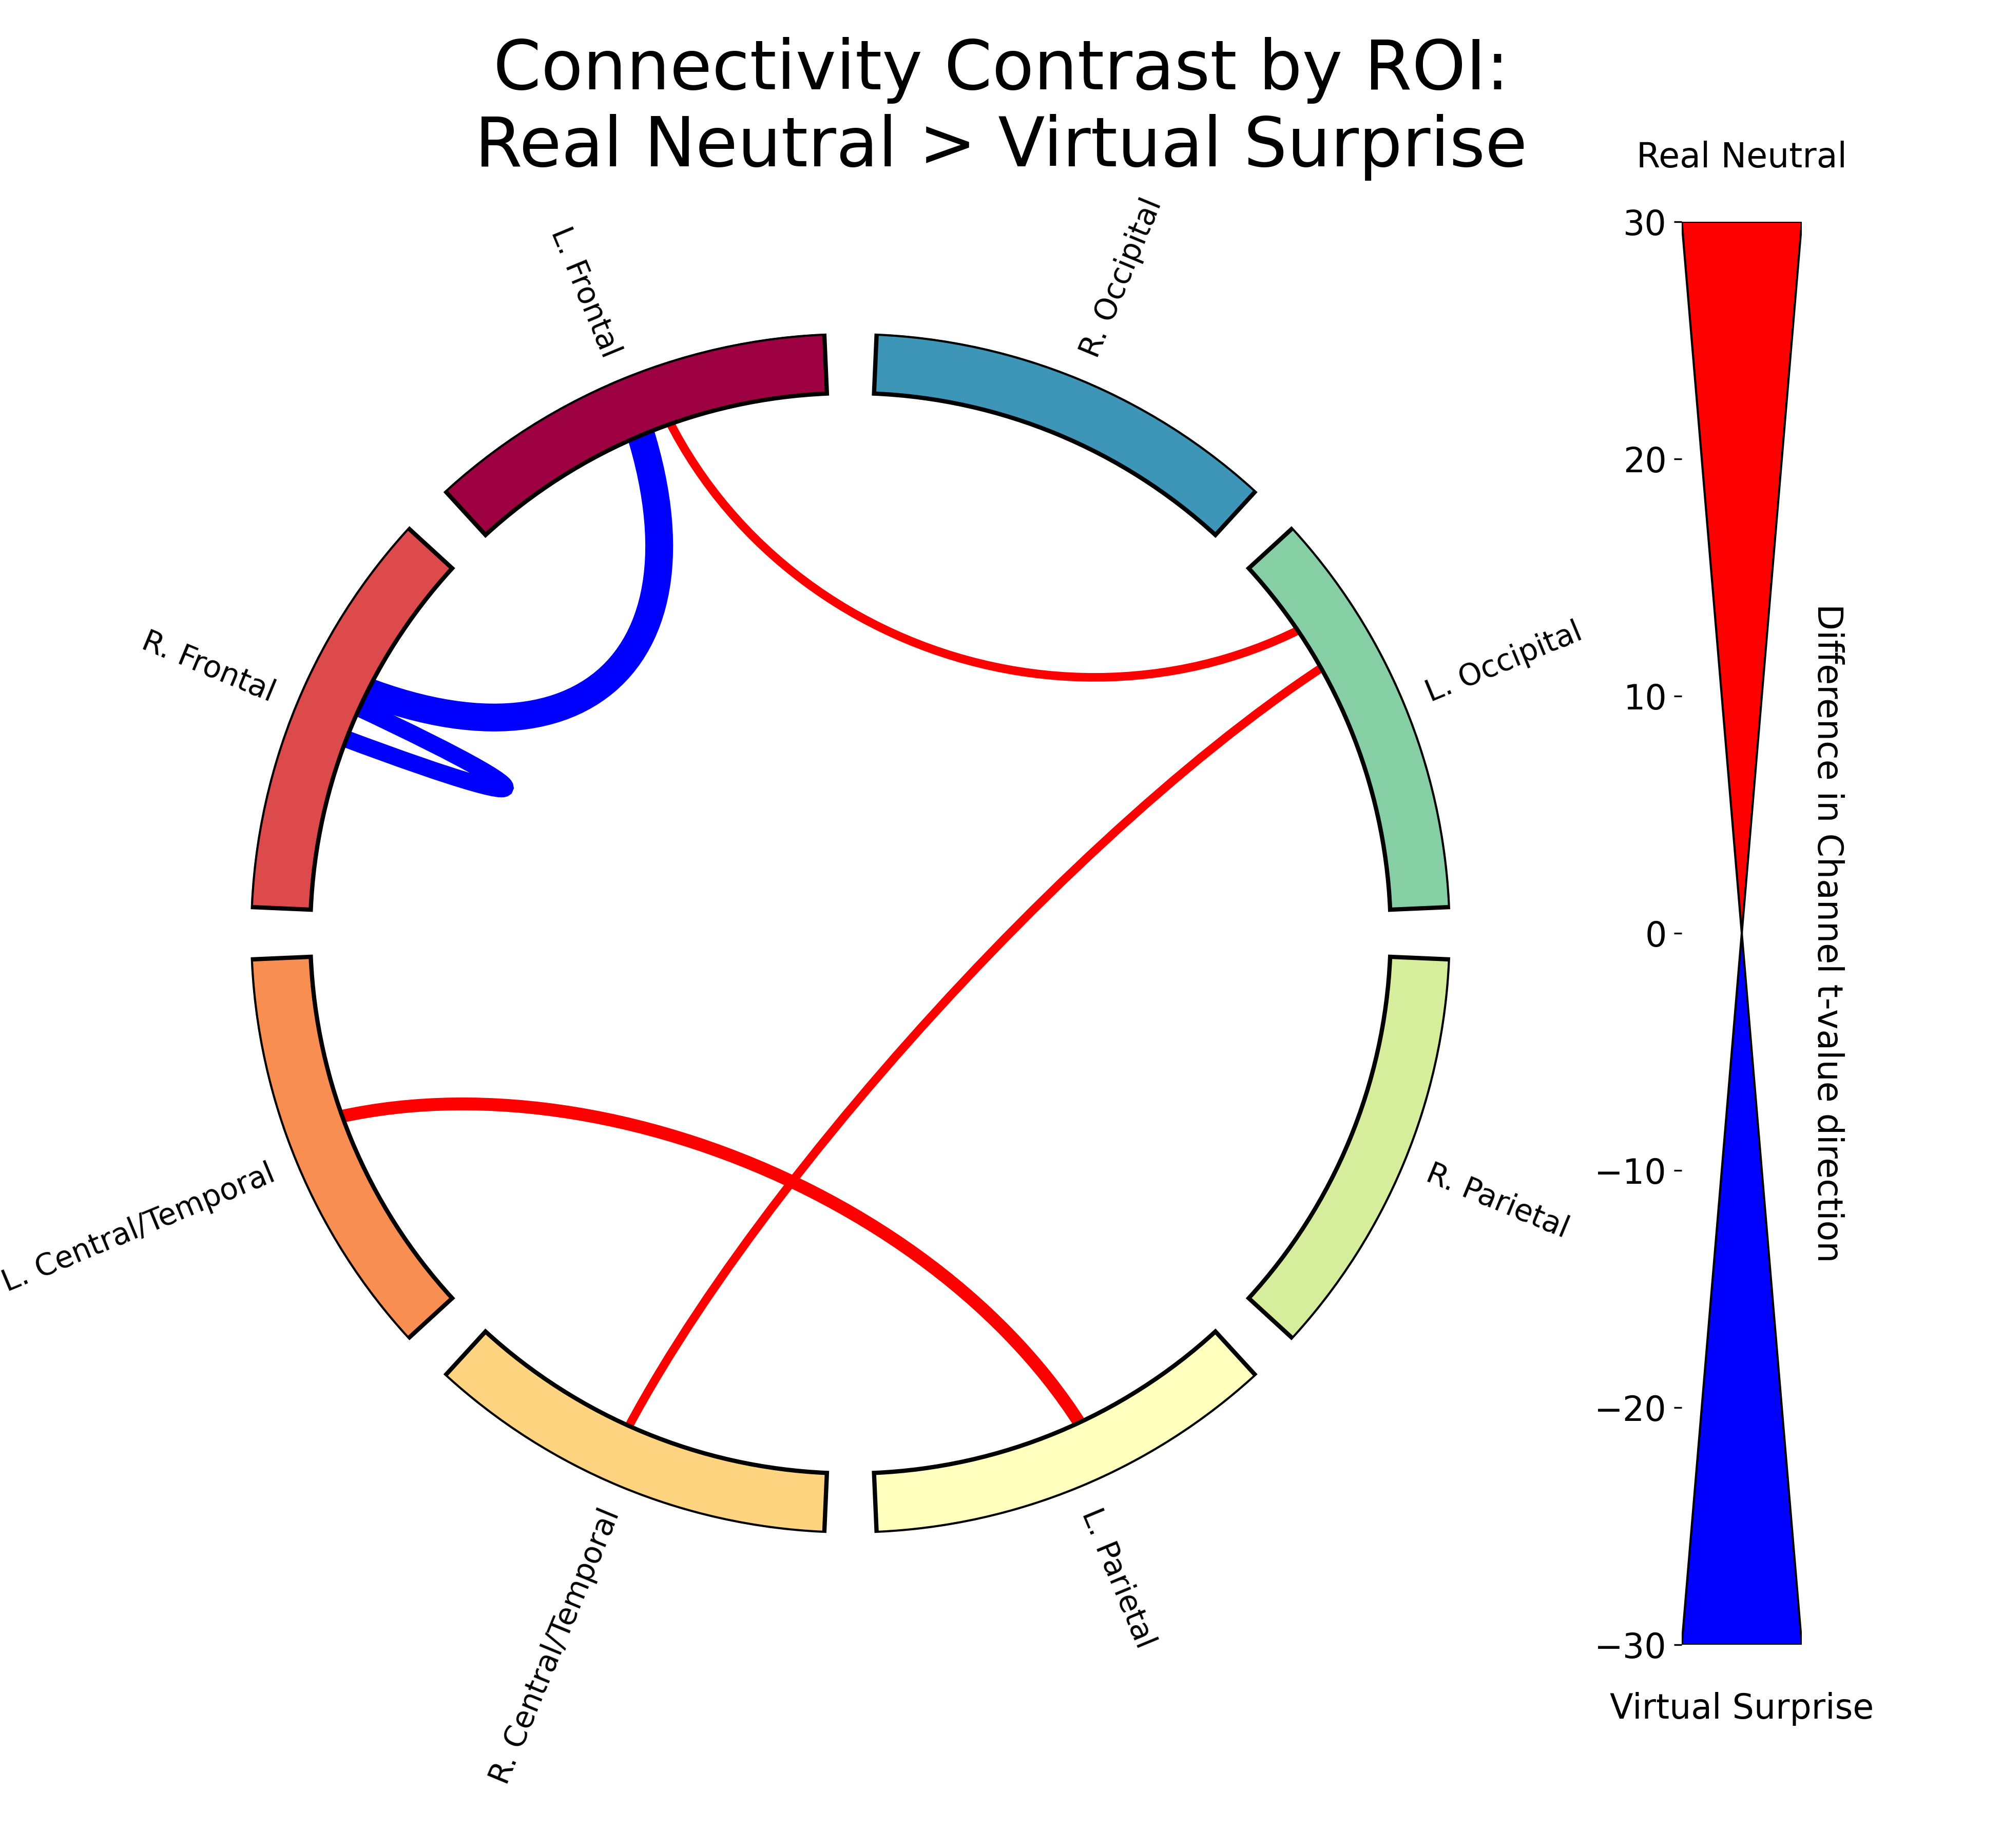 Connectivity Contrast by ROI:
Real Neutral > Virtual Surprise
Real Neutral
L. Frontal
R. Occipital
R. Frontal
L. Occipital
L. Central/Temporal
R. Parietal
R. Central/Temporal
L. Parietal
30
20
10
0
−10
−20
−30
Difference in Channel t-value direction
Virtual Surprise